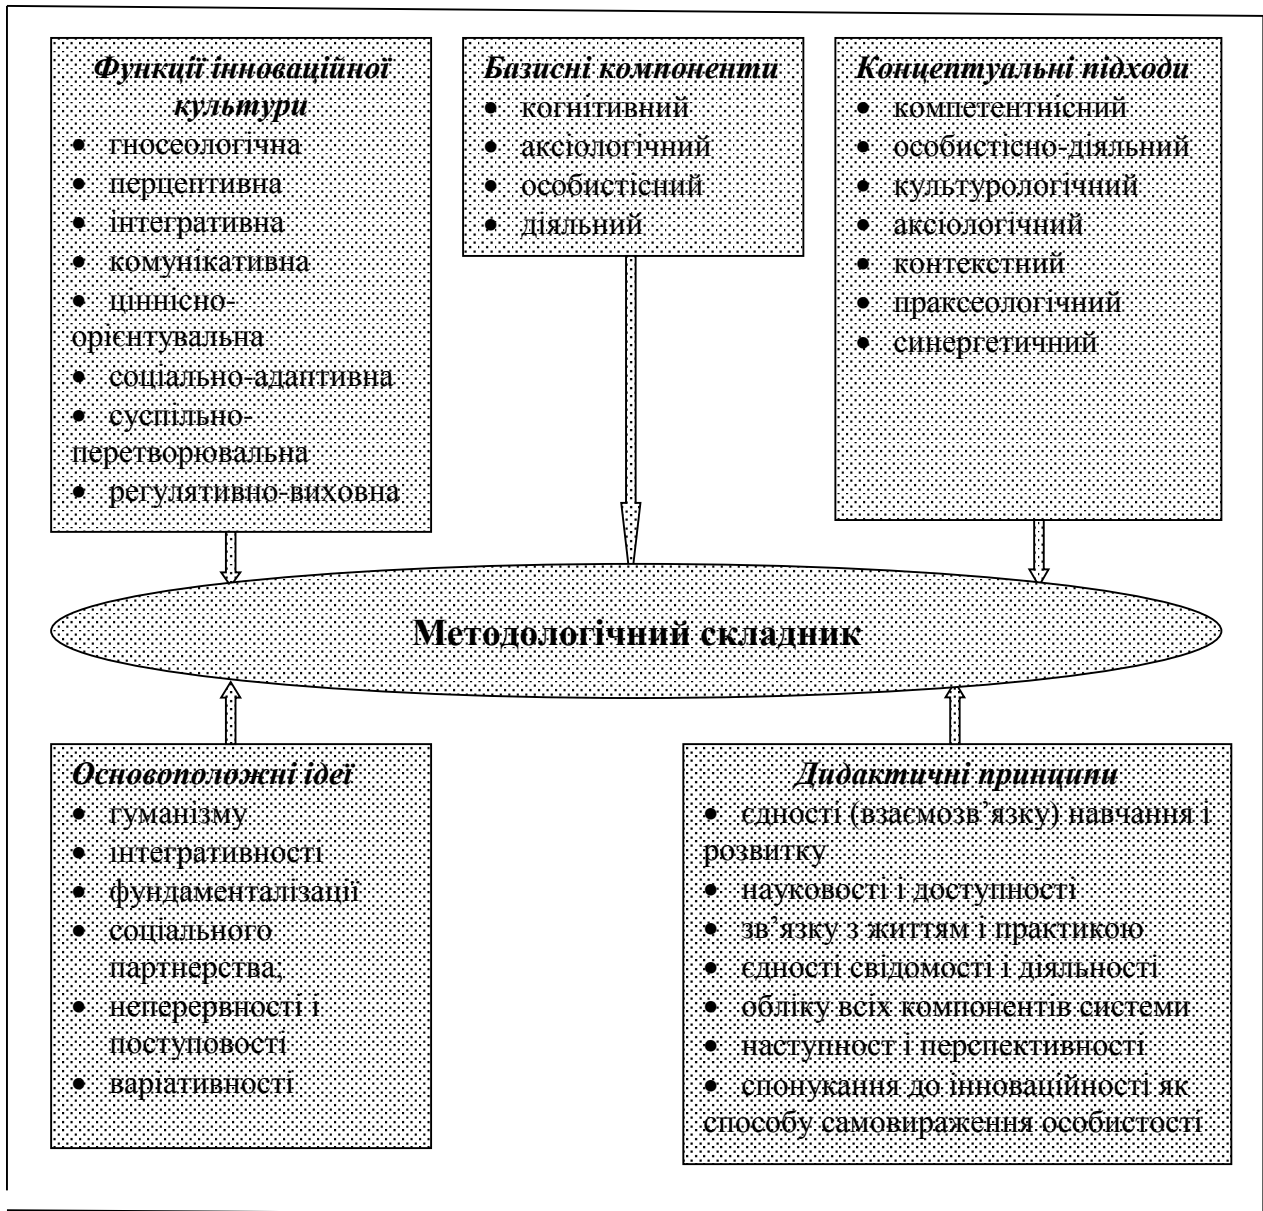 Функції інноваційної
культури
• гносеологічна
• перцептивна
• інтегративна
• комунікативна
• ціннісно-
орієнтувальна
• соціально-адаптивна
• суспільно-
перетворювальна
• регулятивно-виховна
Базисні компоненти
• когнітивний
• аксіологічний
• особистісний
• діяльний
Концептуальні підходи
• компетентнісний
• особистісно-діяльний
• культурологічний
• аксіологічний
• контекстний
• праксеологічний
• синергетичний
Методологічний складник
Основоположні ідеї
• гуманізму
• інтегративності
• фундаменталізації
• соціального
партнерства;
• неперервності і
поступовості
• варіативності
Дидактичні принципи
• єдності (взаємозв’язку) навчання і
розвитку
• науковості і доступності
• зв’язку з життям і практикою
• єдності свідомості і діяльності
• обліку всіх компонентів системи
• наступност і перспективності
• спонукання до інноваційності як
способу самовираження особистості